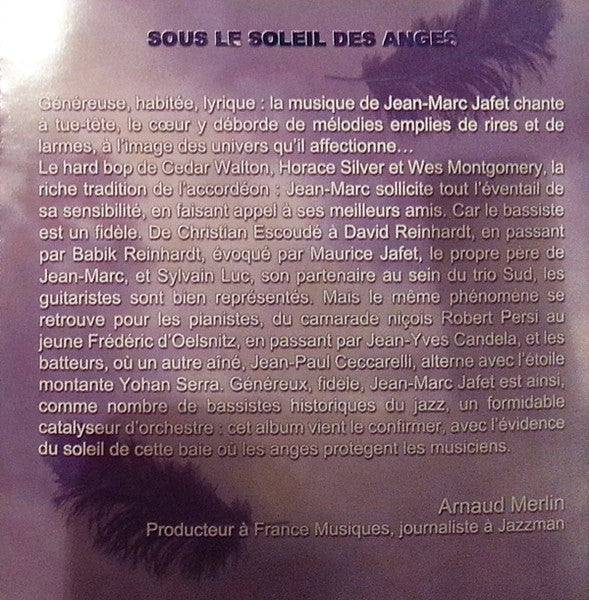 SOUS LE SOLEIL DES ANGES
Généreuse, habitée, lyrique : la musique de Jean-Marc Jafet chante
à tue-tête, le cœur y déborde de mélodies emplies de rires et de
larmes, à l'image des univers qu'il affectionne...
Le hard bop de Cedar Walton, Horace Silver et Wes Montgomery, la
riche tradition de l'accordéon : Jean-Marc sollicite tout l'éventail de
sa sensibilité, en faisant appel à ses meilleurs amis. Car le bassiste
est un fidèle. De Christian Escoudé à David Reinhardt, en passant
par Babik Reinhardt, évoqué par Maurice Jafet, le propre père de
Jean-Marc, et Sylvain Luc, son partenaire au sein du trio Sud, les
guitaristes sont bien représentés. Mais le même phénomène se
retrouve pour les pianistes, du camarade niçois Robert Persi au
jeune Frédéric d'Oelsnitz, en passant par Jean-Yves Candela, et les
batteurs, où un autre aîné, Jean-Paul Ceccarelli, alterne avec l'étoile
montante Yohan Serra. Généreux, fidèle, Jean-Marc Jafet est ainsi,
comme nombre de bassistes historiques du jazz, un formidable
catalyseur d'orchestre : cet album vient le confirmer, avec l'évidence
du soleil de cette baie où les anges protègent les musiciens.
Arnaud Merlin
Producteur à France Musiques, journaliste à Jazzman